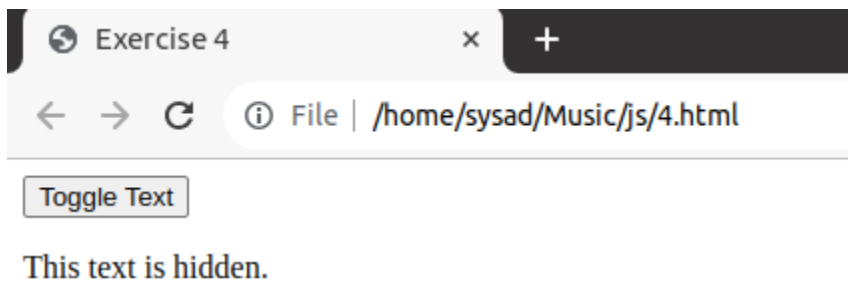 Exercise 4
File /home/sysad/Music/js/4.html
Toggle Text
This text is hidden.